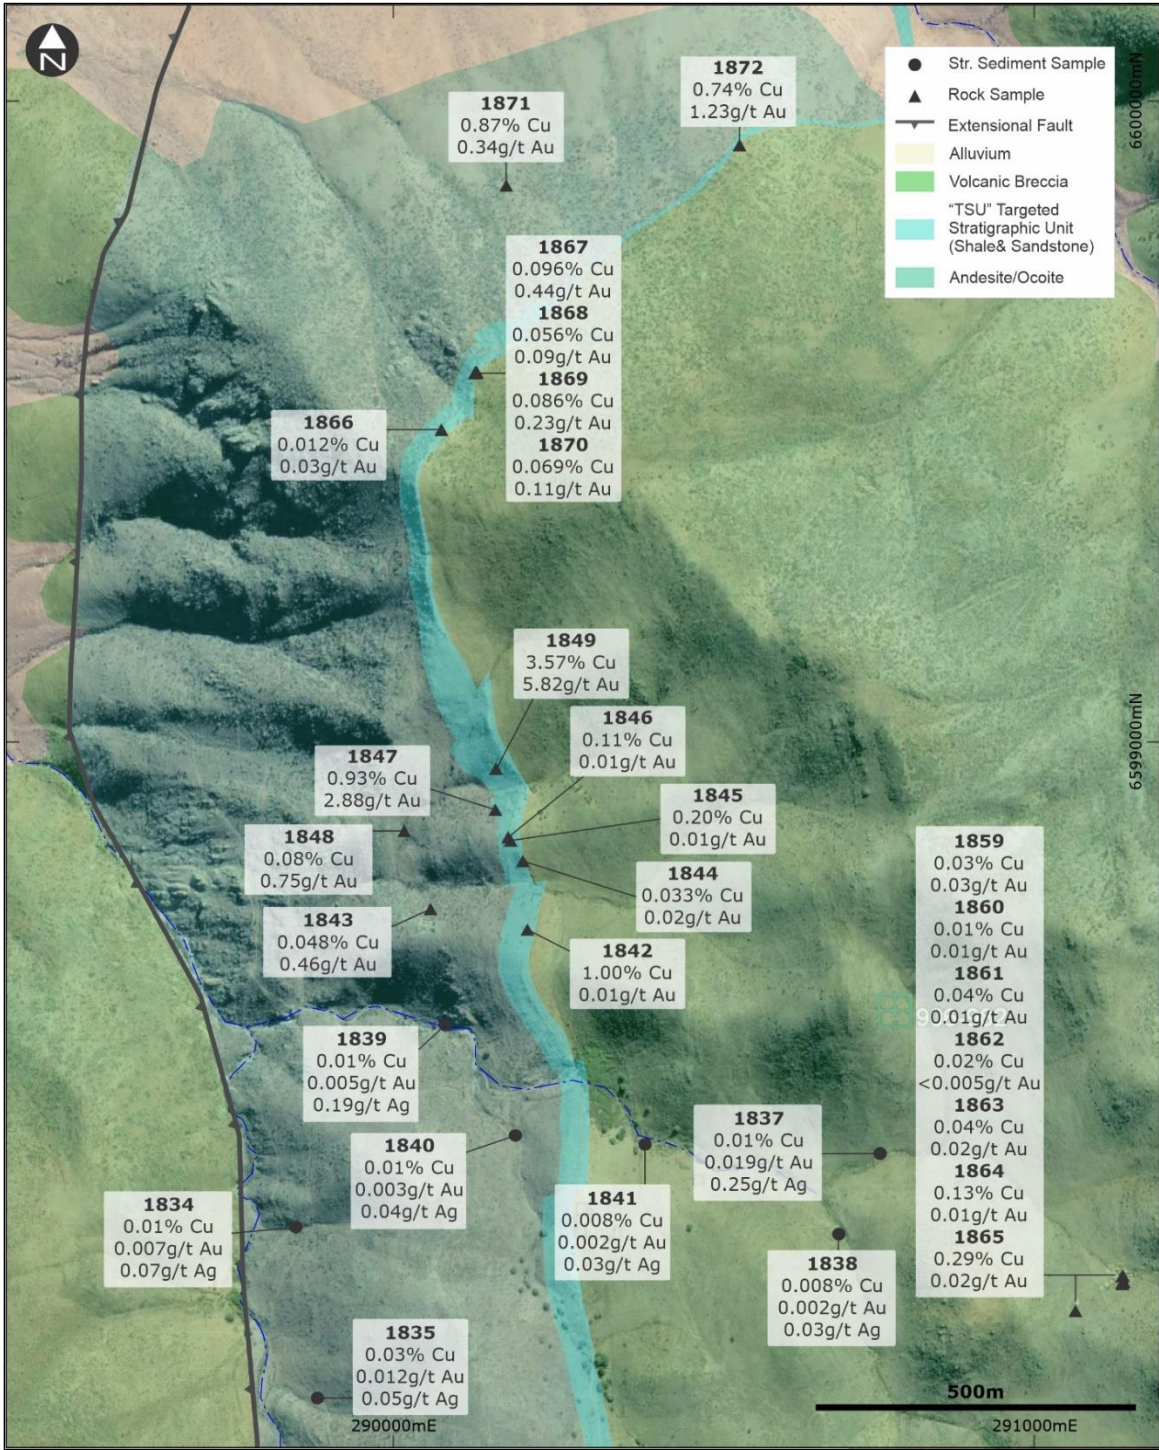 N
1872
0.74% Cu
1.23g/t Au
1871
0.87% Cu
0.34g/t Au
Str. Sediment Sample
Rock Sample
Extensional Fault
Alluvium
Volcanic Breccia
“TSU” Targeted
Stratigraphic Unit
(Shale& Sandstone)
Andesite/Ocoite
6600000mN
1867
0.096% Cu
0.44g/t Au
1868
0.056% Cu
0.09g/t Au
1869
0.086% Cu
0.23g/t Au
1870
0.069% Cu
0.11g/t Au
1866
0.012% Cu
0.03g/t Au
1849
3.57% Cu
5.82g/t Au
1846
0.11% Cu
0.01g/t Au
6599000mN
1847
0.93% Cu
2.88g/t Au
1845
0.20% Cu
0.01g/t Au
1848
0.08% Cu
0.75g/t Au
1844
0.033% Cu
0.02g/t Au
1843
0.048% Cu
0.46g/t Au
1842
1.00% Cu
0.01g/t Au
1859
0.03% Cu
0.03g/t Au
1860
0.01% Cu
0.01g/t Au
1861
0.04% Cu
0.01g/t Au
1862
0.02% Cu
<0.005g/t Au
1863
0.04% Cu
0.02g/t Au
1864
0.13% Cu
0.01g/t Au
1865
0.29% Cu
0.02g/t Au
1839
0.01% Cu
0.005g/t Au
0.19g/t Ag
1837
0.01% Cu
0.019g/t Au
0.25g/t Ag
1840
0.01% Cu
0.003g/t Au
0.04g/t Ag
1841
0.008% Cu
0.002g/t Au
0.03g/t Ag
1834
0.01% Cu
0.007g/t Au
0.07g/t Ag
1838
0.008% Cu
0.002g/t Au
0.03g/t Ag
1835
0.03% Cu
0.012g/t Au
0.05g/t Ag
500m
290000mE
291000mE